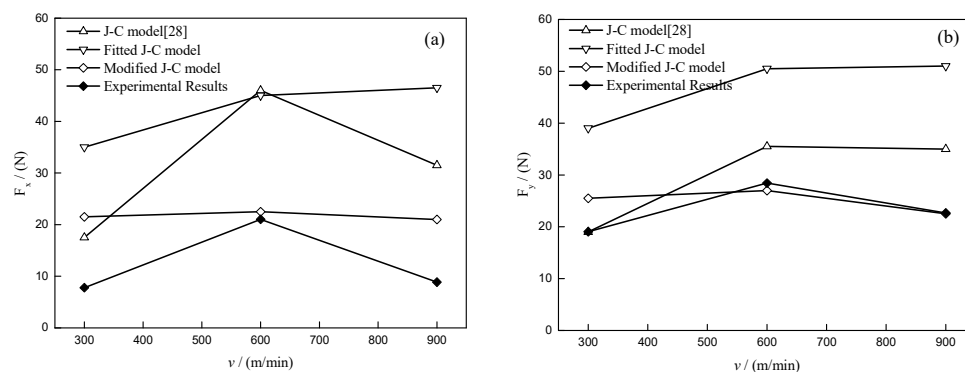 60
50
40
30
20
10
0
F_x / (N)
J-C model[28]
Fitted J-C model
Modified J-C model
Experimental Results
(a)
300 400 500 600 700 800 900
v / (m/min)
60
50
40
30
20
10
0
F_y / (N)
J-C model[28]
Fitted J-C model
Modified J-C model
Experimental Results
(b)
300 400 500 600 700 800 900
v / (m/min)